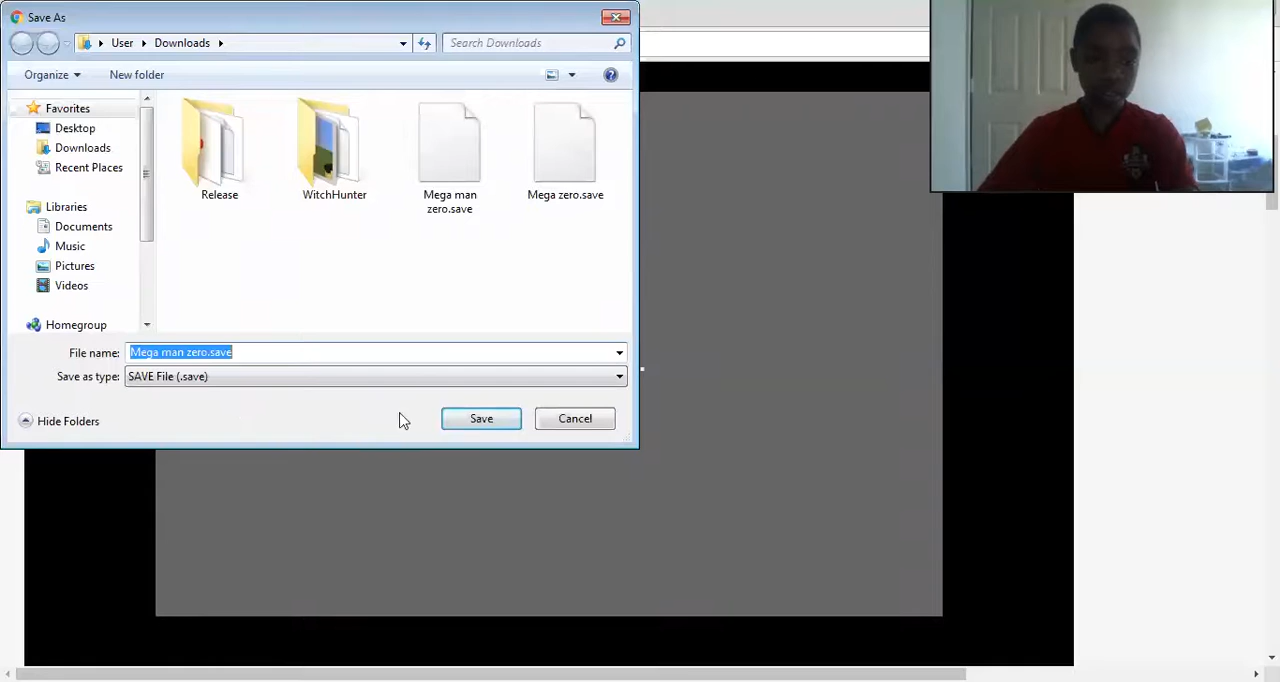 Save As
User
Downloads
Search Downloads
Organize
New folder
Favorites
Desktop
Downloads
Recent Places
Libraries
Documents
Music
Pictures
Videos
Homegroup
Release
WitchHunter
Mega man
zero.save
Mega zero.save
File name: Mega man zero.save
Save as type: SAVE File (.save)
Hide Folders
Save
Cancel